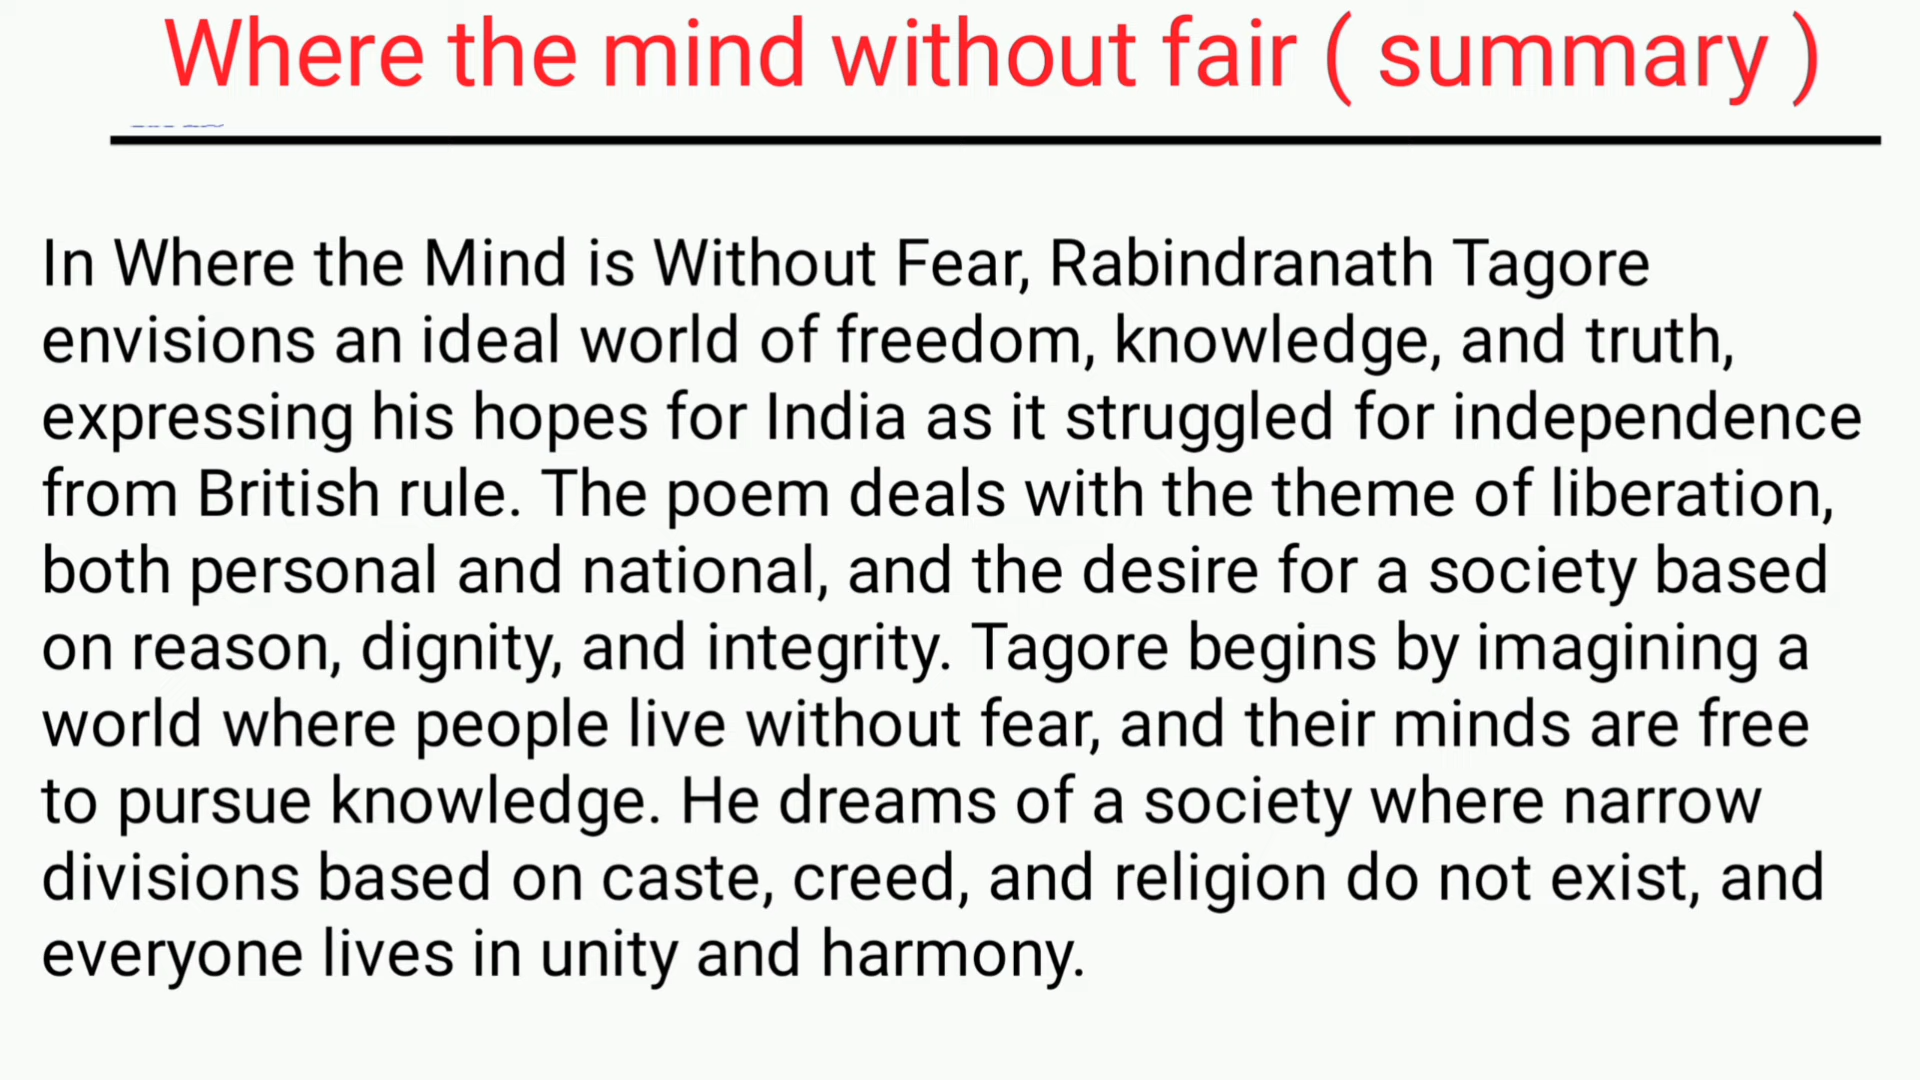 Where the mind without fair ( summary )
In Where the Mind is Without Fear, Rabindranath Tagore
envisions an ideal world of freedom, knowledge, and truth,
expressing his hopes for India as it struggled for independence
from British rule. The poem deals with the theme of liberation,
both personal and national, and the desire for a society based
on reason, dignity, and integrity. Tagore begins by imagining a
world where people live without fear, and their minds are free
to pursue knowledge. He dreams of a society where narrow
divisions based on caste, creed, and religion do not exist, and
everyone lives in unity and harmony.